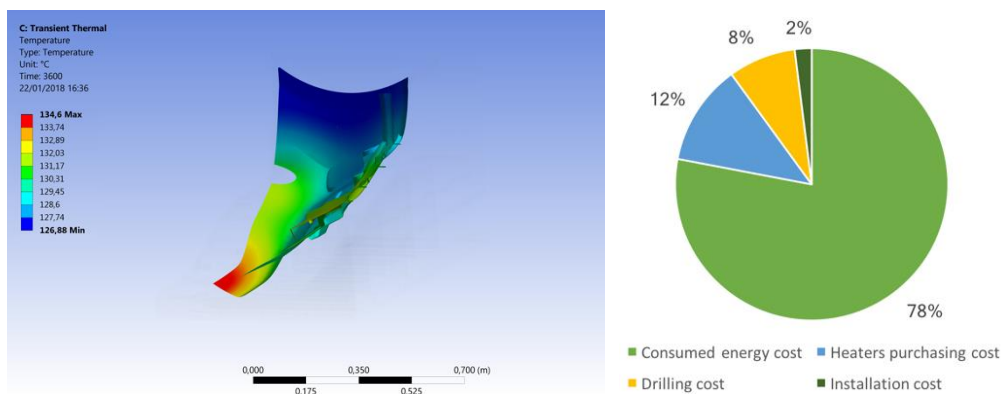 C: Transient Thermal
Temperature
Type: Temperature
Unit: °C
Time: 3600
22/01/2018 16:36
134,6 Max
133,74
132,89
132,03
131,17
130,31
129,45
128,6
127,74
126,88 Min
0,000 0,350 0,700 (m)
0.175 0.525
2%
8%
12%
78%
Consumed energy cost Heaters purchasing cost
Drilling cost Installation cost